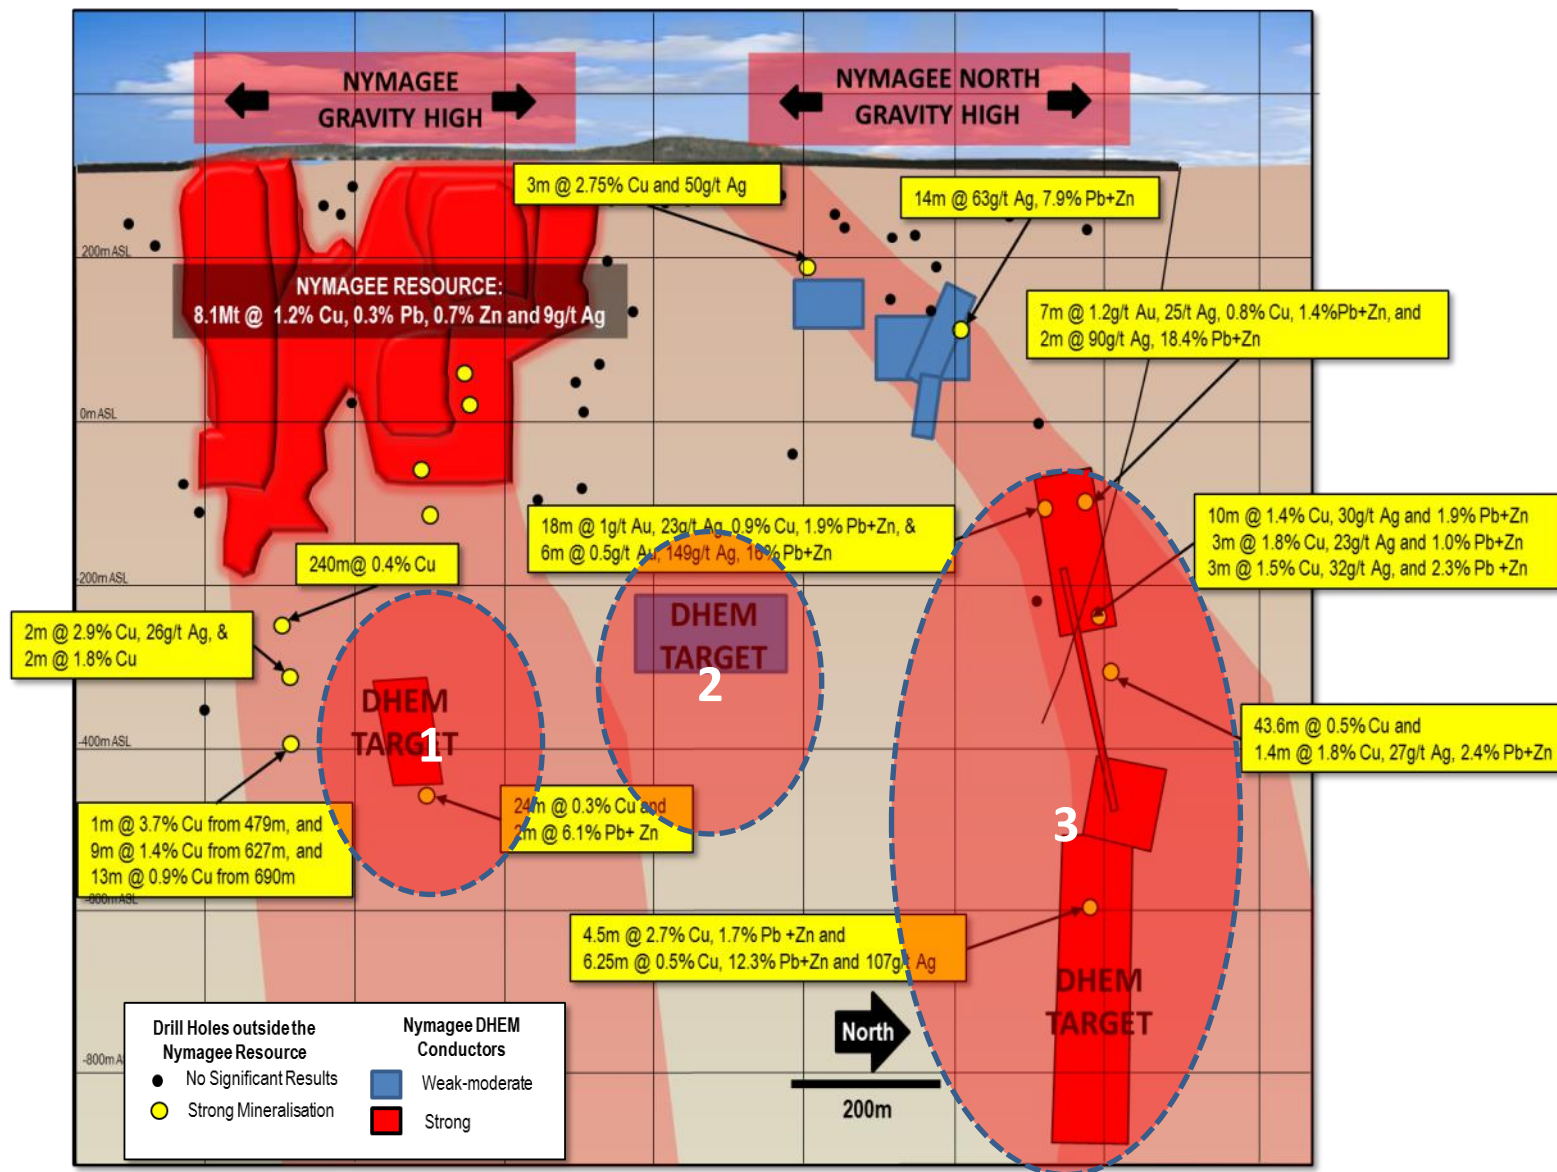 NYMAGEE
GRAVITY HIGH
NYMAGEE NORTH
GRAVITY HIGH
3m @ 2.75% Cu and 50g/t Ag
14m @ 63g/t Ag, 7.9% Pb+Zn
200m ASL
NYMAGEE RESOURCE:
8.1Mt @ 1.2% Cu, 0.3% Pb, 0.7% Zn and 9g/t Ag
7m @ 1.2g/t Au, 25/t Ag, 0.8% Cu, 1.4%Pb+Zn, and
2m @ 90g/t Ag, 18.4% Pb+Zn
0m ASL
18m @ 1g/t Au, 23g/t Ag, 0.9% Cu, 1.9% Pb+Zn, &
6m @ 0.5g/t Au, 149g/t Ag, 16% Pb+Zn
10m @ 1.4% Cu, 30g/t Ag and 1.9% Pb+Zn
3m @ 1.8% Cu, 23g/t Ag and 1.0% Pb+Zn
3m @ 1.5% Cu, 32g/t Ag, and 2.3% Pb +Zn
240m@ 0.4% Cu
-200m ASL
2m @ 2.9% Cu, 26g/t Ag, &
2m @ 1.8% Cu
DHEM
TARGET
1
DHEM
TARGET
2
-400m ASL
43.6m @ 0.5% Cu and
1.4m @ 1.8% Cu, 27g/t Ag, 2.4% Pb+Zn
1m @ 3.7% Cu from 479m, and
9m @ 1.4% Cu from 627m, and
13m @ 0.9% Cu from 690m
24m @ 0.3% Cu and
2m @ 6.1% Pb+ Zn
3
-600m ASL
4.5m @ 2.7% Cu, 1.7% Pb +Zn and
6.25m @ 0.5% Cu, 12.3% Pb+Zn and 107g/t Ag
DHEM
TARGET
North
200m
-800m A
Drill Holes outside the
Nymagee Resource
No Significant Results
Strong Mineralisation
Nymagee DHEM
Conductors
Weak-moderate
Strong